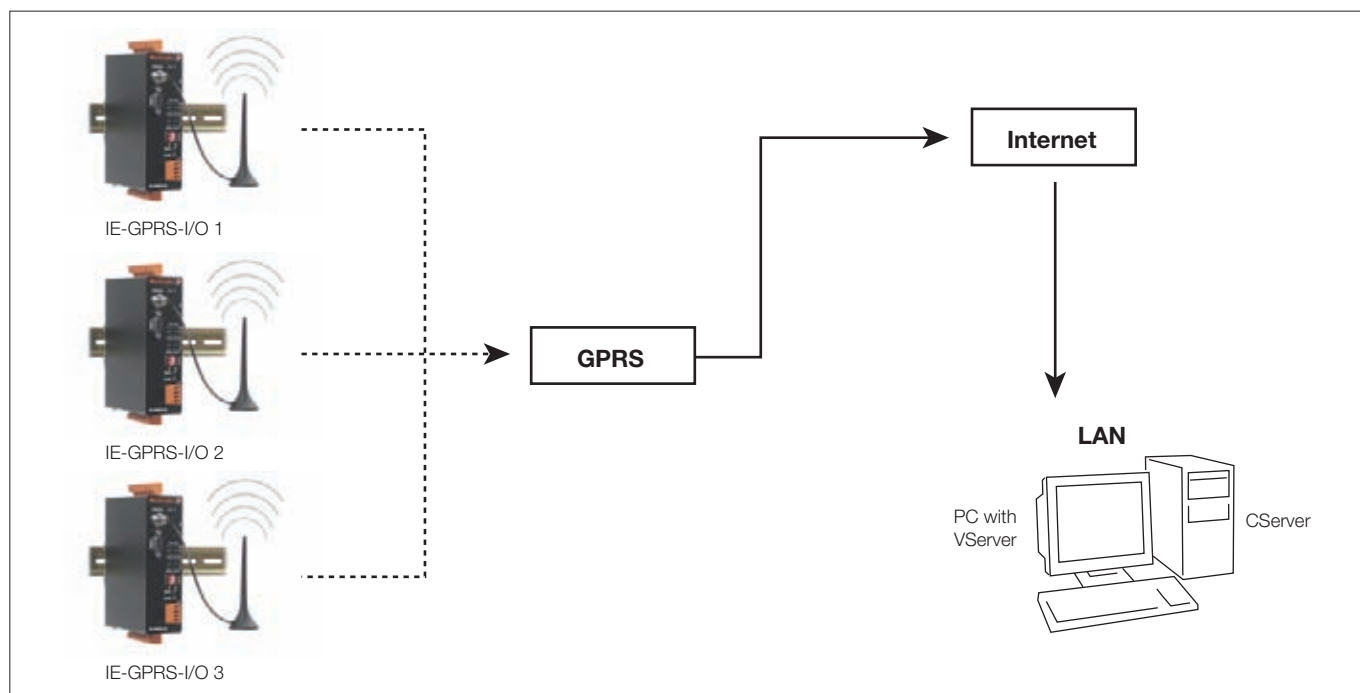 IE-GPRS-I/O 1
IE-GPRS-I/O 2
IE-GPRS-I/O 3
GPRS
Internet
LAN
PC with
VServer
CServer